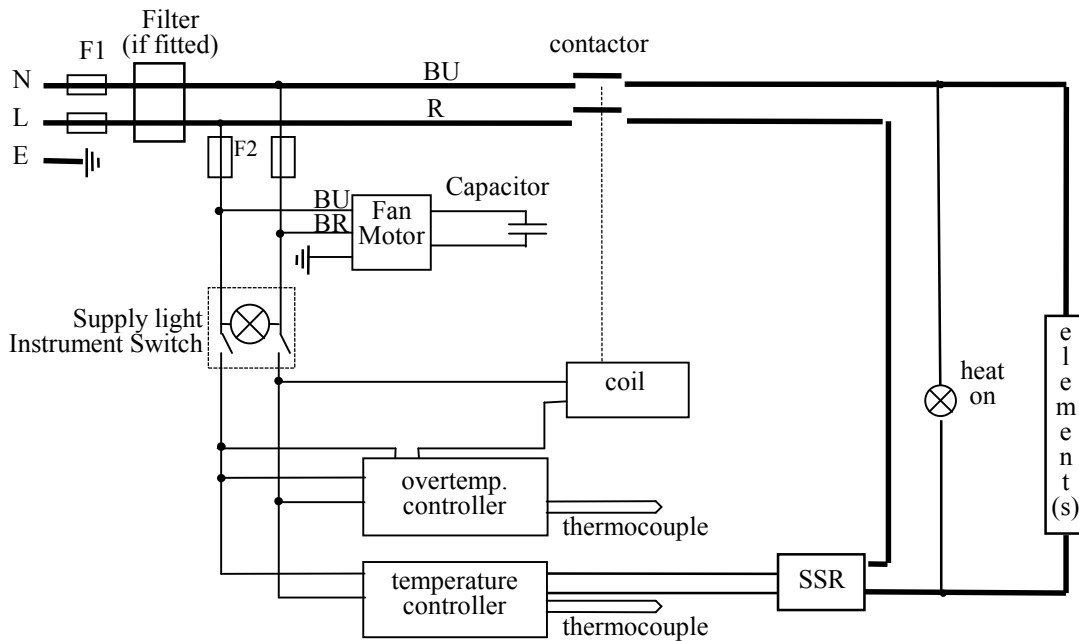 Filter
(if fitted)
F1
contactor
N
BU
L
R
E
F2
Capacitor
BU
BR
Fan
Motor
Supply light
Instrument Switch
coil
heat
on
e
l
e
m
e
n
t
(s)
overtemp.
controller
thermocouple
temperature
controller
SSR
thermocouple